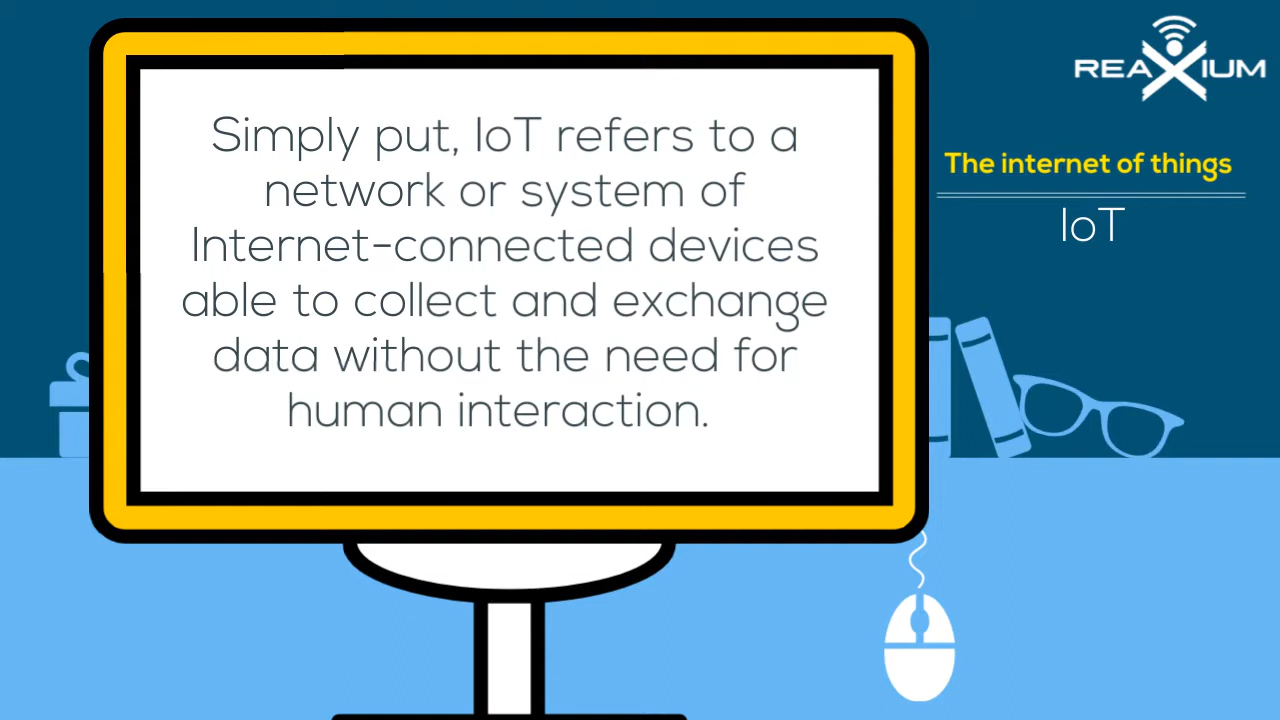 Simply put, IoT refers to a
network or system of
Internet-connected devices
able to collect and exchange
data without the need for
human interaction.
REAXIUM
The internet of things
IoT